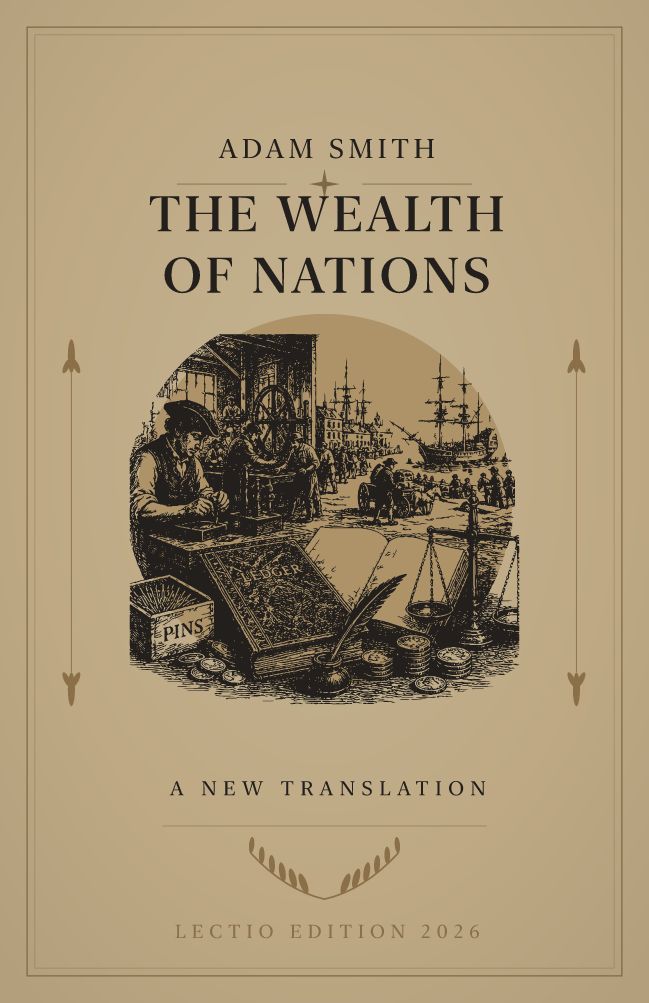 ADAM SMITH
THE WEALTH
OF NATIONS
LEDGER
PINS
A NEW TRANSLATION
LECTIO EDITION 2026